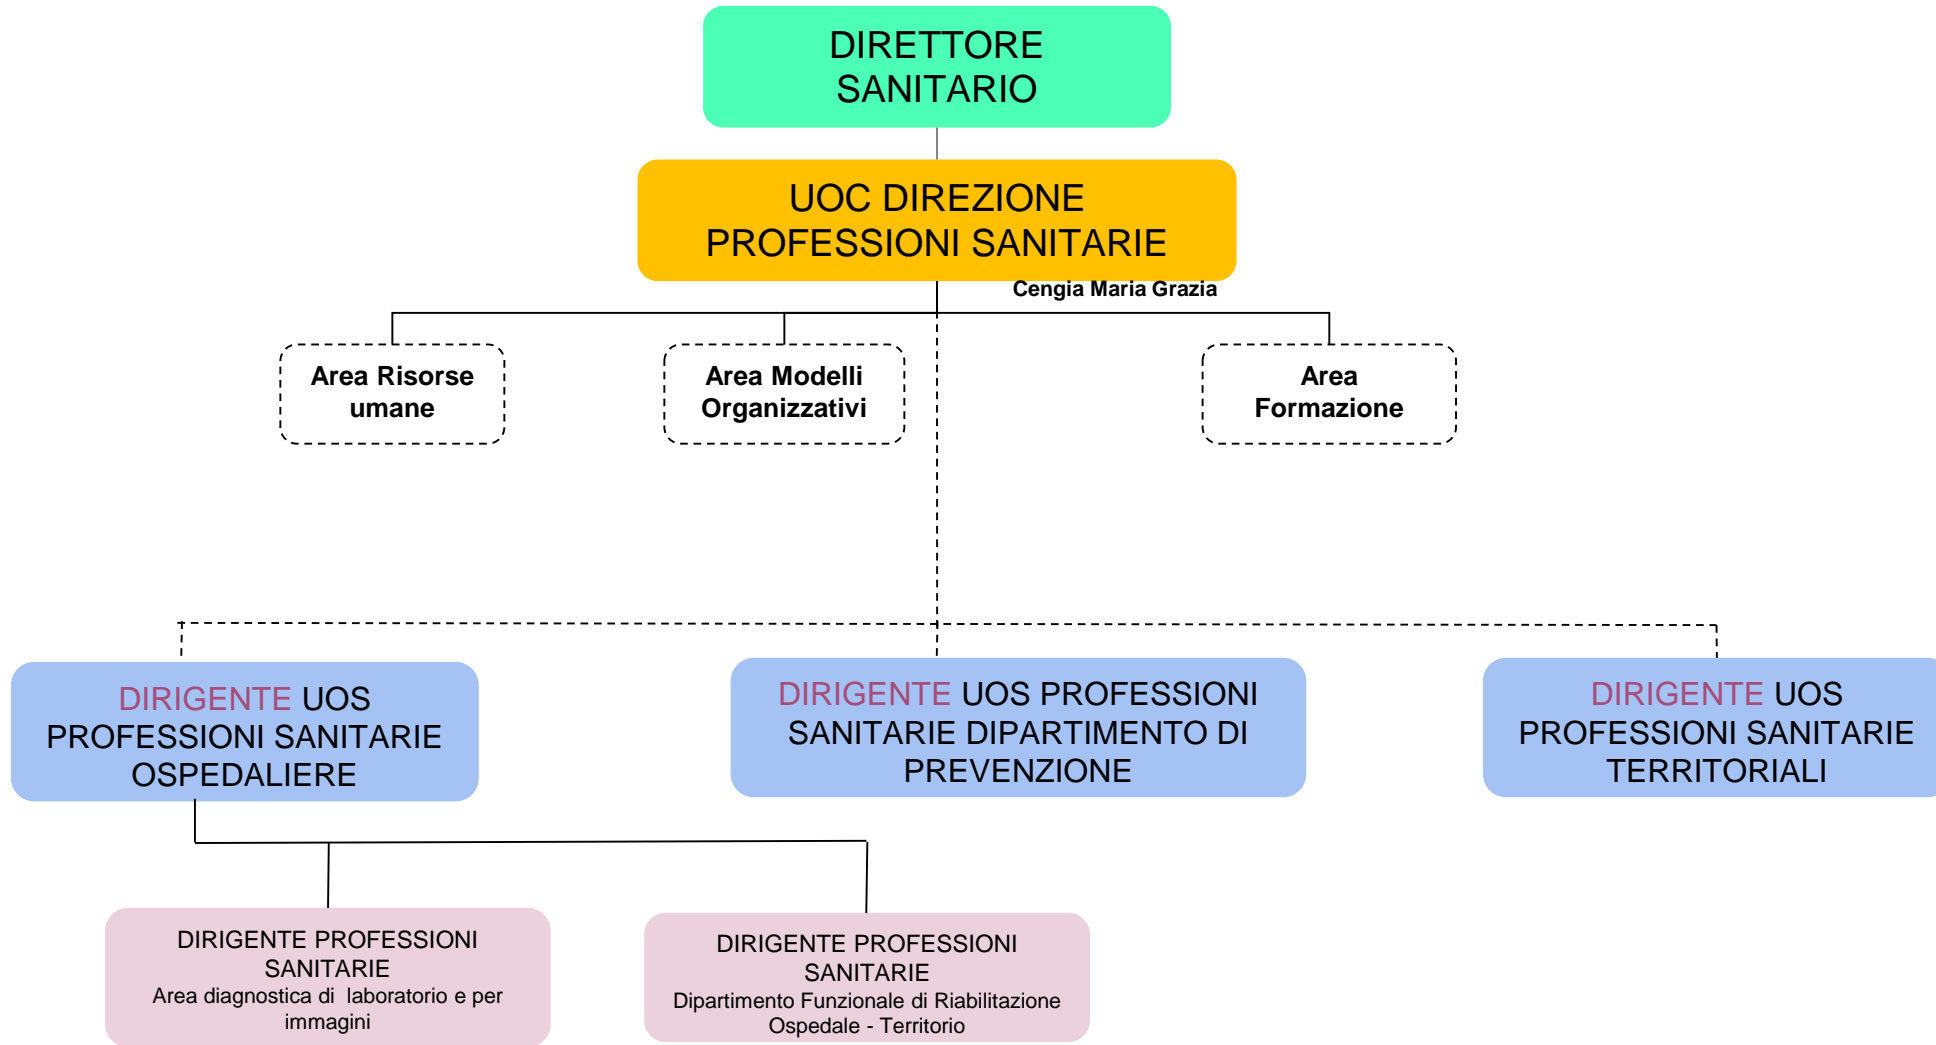 DIRETTORE
SANITARIO
UOC DIREZIONE
PROFESSIONI SANITARIE
Cengia Maria Grazia
Area Risorse
umane
Area Modelli
Organizzativi
Area
Formazione
DIRIGENTE UOS
PROFESSIONI SANITARIE
OSPEDALIERE
DIRIGENTE UOS PROFESSIONI
SANITARIE DIPARTIMENTO DI
PREVENZIONE
DIRIGENTE UOS
PROFESSIONI SANITARIE
TERRITORIALI
DIRIGENTE PROFESSIONI
SANITARIE
Area diagnostica di  laboratorio e per
immagini
DIRIGENTE PROFESSIONI
SANITARIE
Dipartimento Funzionale di Riabilitazione
Ospedale - Territorio